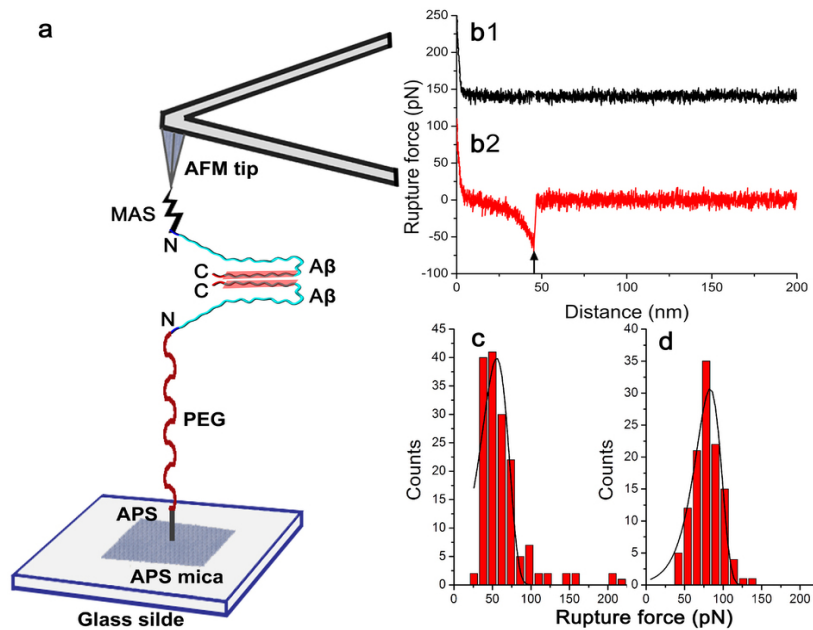 a
AFM tip
MAS
N
C
Aβ
C
Aβ
N
PEG
APS
APS mica
Glass silde
b1
b2
Rupture force (pN)
250
200
150
100
50
0
-50
-100
0
50
100
150
200
Distance (nm)
c
Counts
45
40
35
30
25
20
15
10
5
0
0
50
100
150
200
d
Counts
40
35
30
25
20
15
10
5
0
0
50
100
150
200
Rupture force (pN)